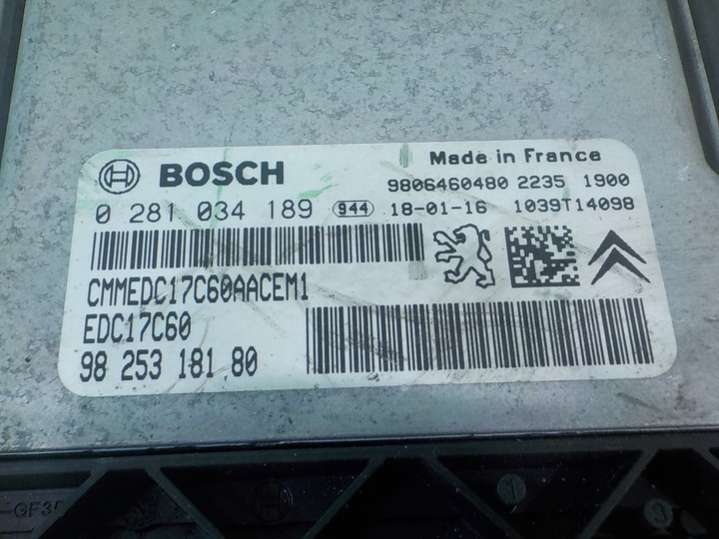 BOSCH
Made in France
9806460480 2235 1900
0 281 034 189 944 18-01-16 1039T14098
CMMEDC17C60AACEM1
EDC17C60
98 253 181 80